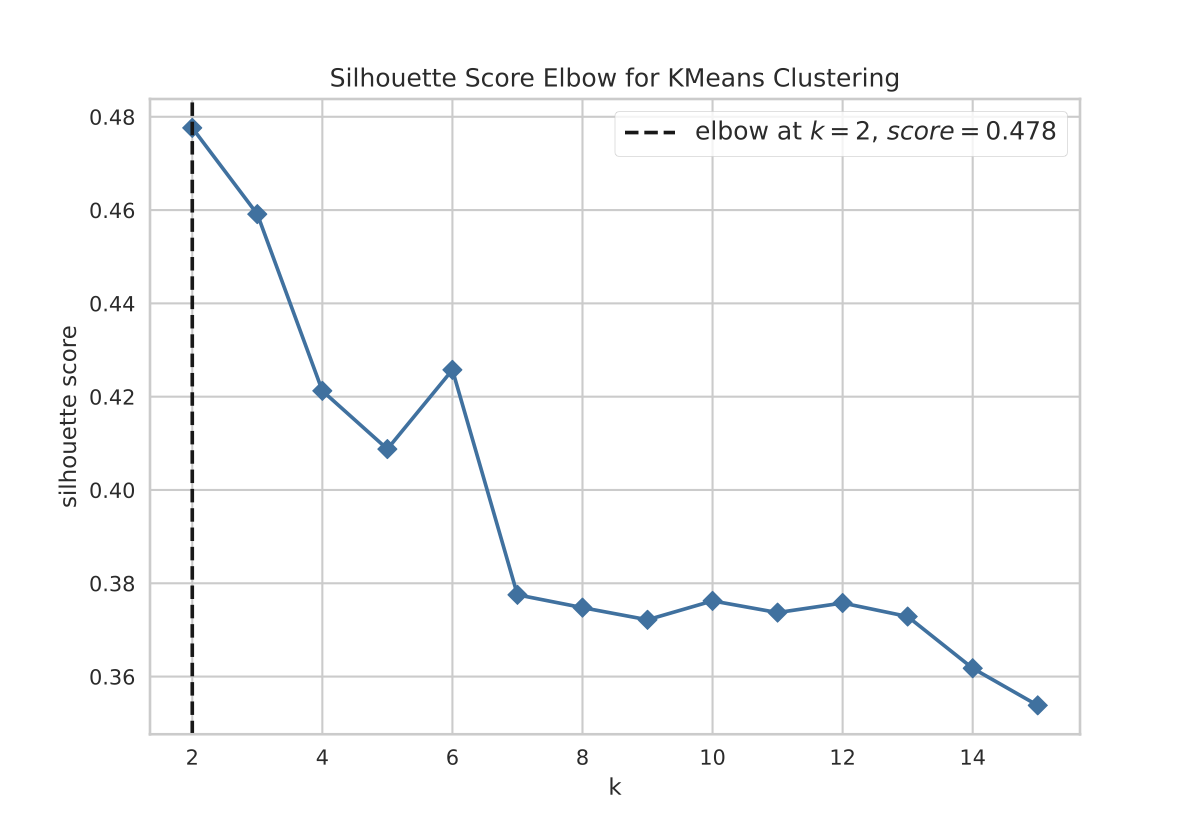 Silhouette Score Elbow for KMeans Clustering
elbow at k = 2, score = 0.478
silhouette score
0.48
0.46
0.44
0.42
0.40
0.38
0.36
2 4 6 8 10 12 14
k